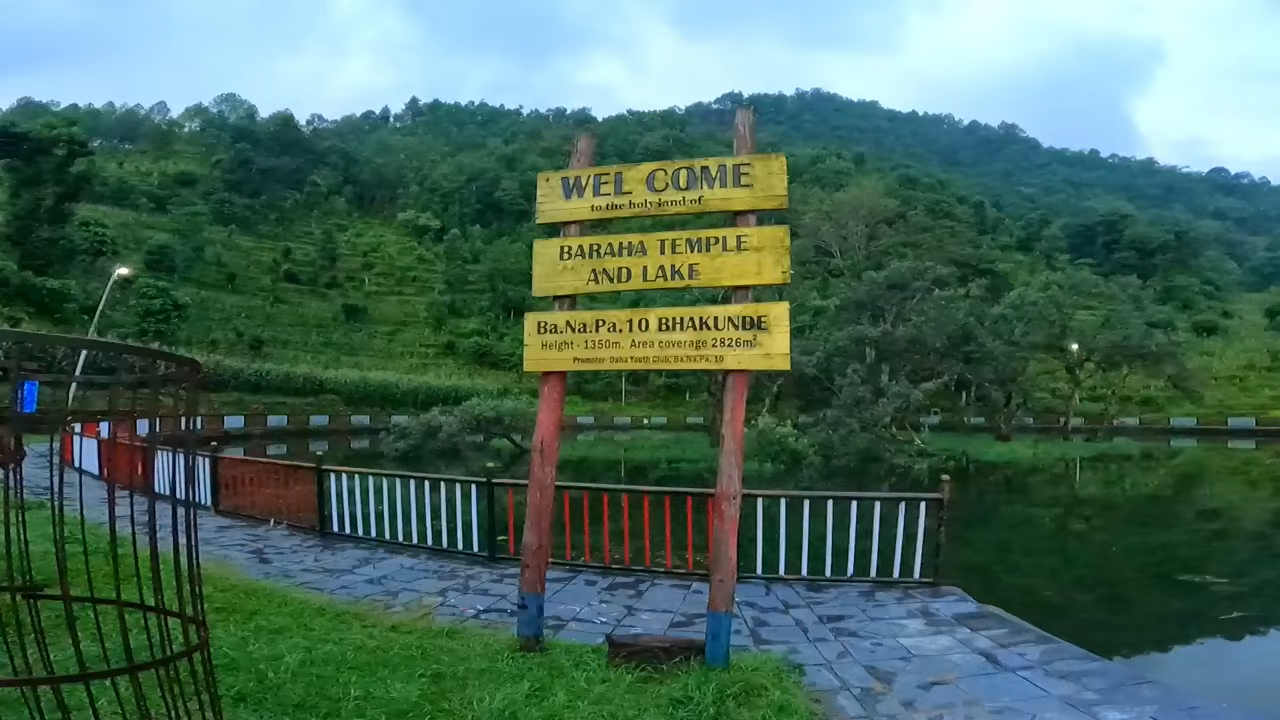 WEL COME
to the holy land of
BARAHA TEMPLE
AND LAKE
Ba.Na.Pa,10 BHAKUNDE
Height - 1350m. Area coverage 2826m²
Promoter- Daha Youth Club, Ba.Na.Pa, 10